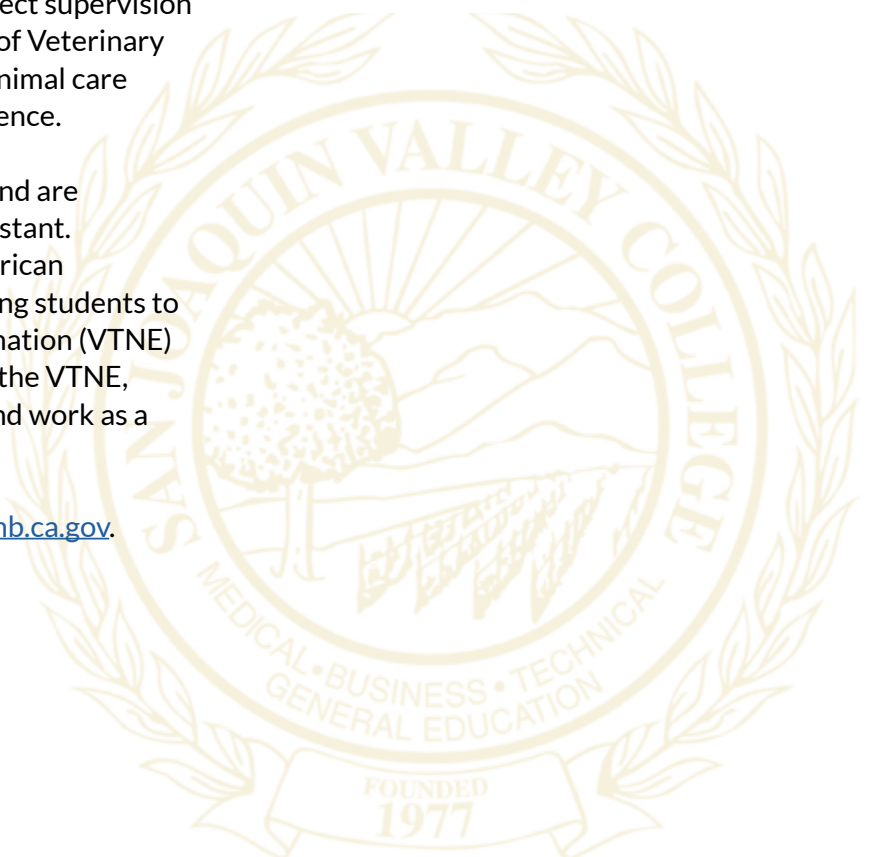 ect supervision
of Veterinary
nimal care
ence.
nd are
stant.
rican
ng students to
nation (VTNE)
the VTNE,
nd work as a
nb.ca.gov.
SAN JOAQUIN VALLEY COLLEGE
MEDICAL • BUSINESS • TECHNICAL
GENERAL EDUCATION
FOUNDED
1977